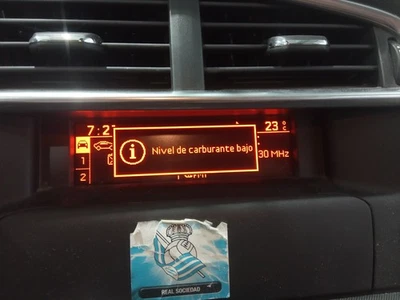 7:2
23 °C
Nivel de carburante bajo
1
30 MHz
2
REAL SOCIEDAD